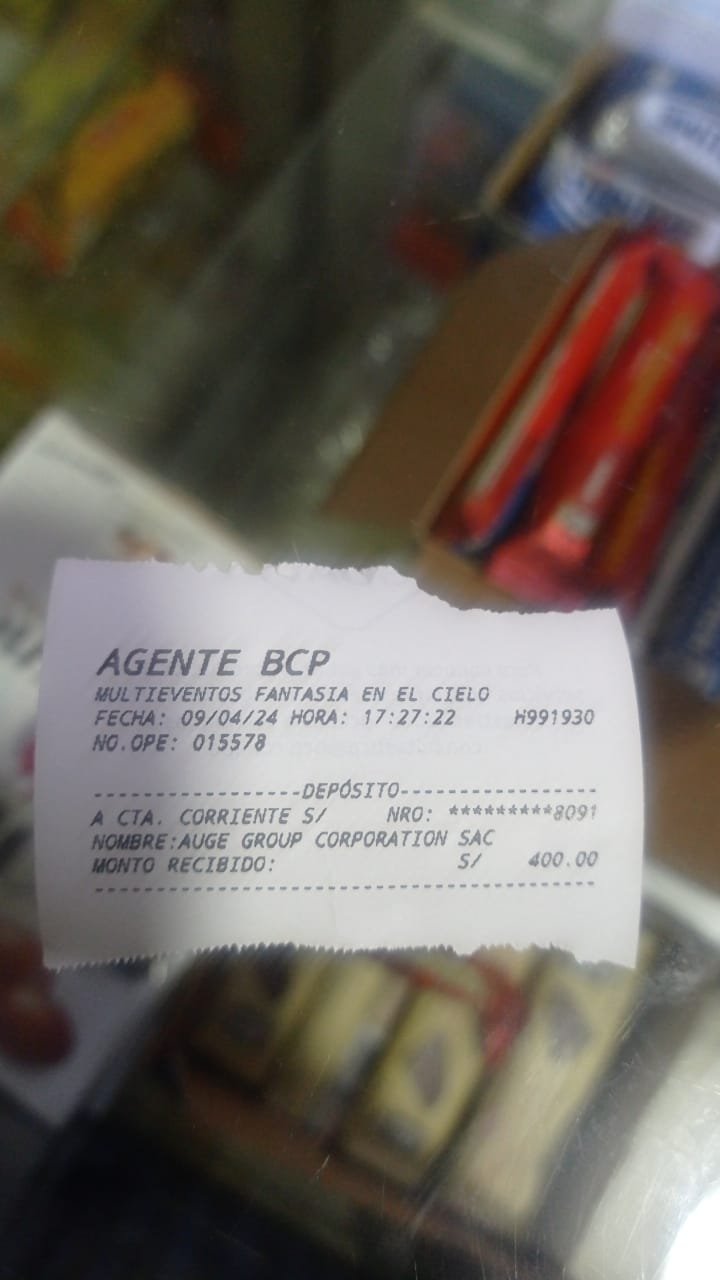 AGENTE BCP
MULTIEVENTOS FANTASIA EN EL CIELO
FECHA: 09/04/24 HORA: 17:27:22 H991930
NO.OPE: 015578
------------------DEPÓSITO------------------
A CTA. CORRIENTE S/ NRO: *********8091
NOMBRE:AUGE GROUP CORPORATION SAC
MONTO RECIBIDO: S/ 400.00